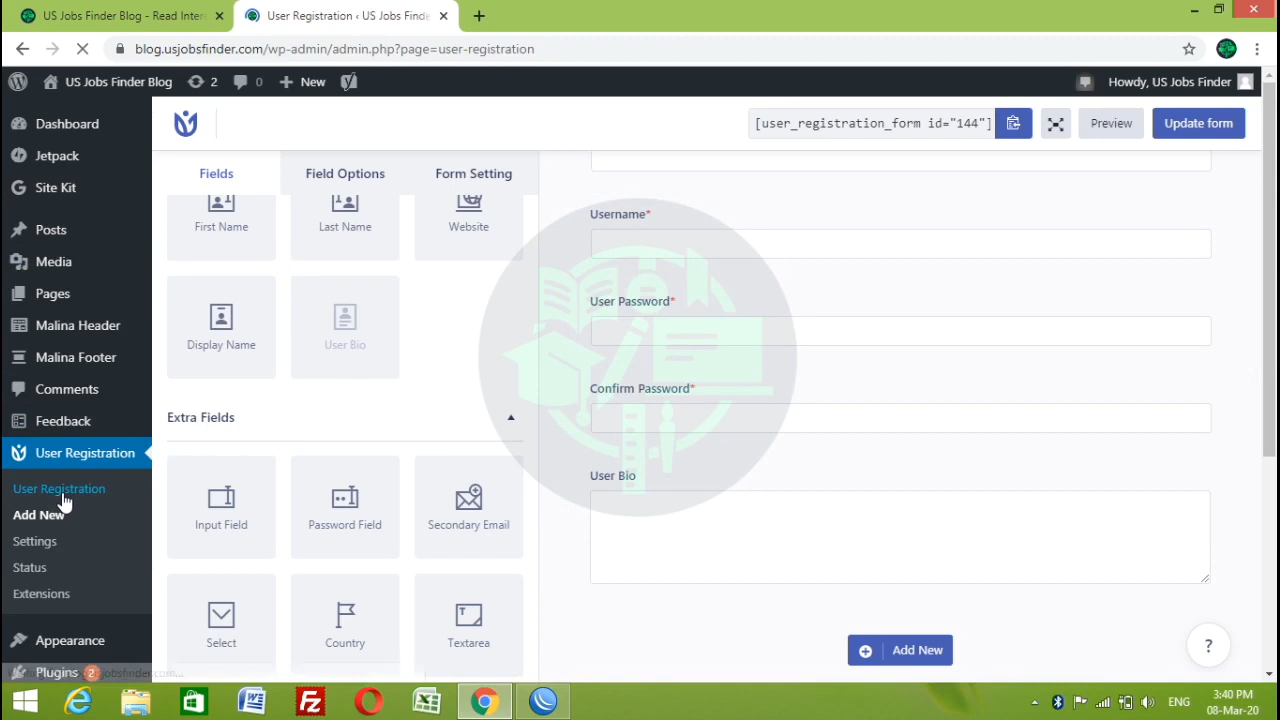 US Jobs Finder Blog - Read Inter
User Registration ‹ US Jobs Finde
blog.usjobsfinder.com/wp-admin/admin.php?page=user-registration
US Jobs Finder Blog
2
0
New
Howdy, US Jobs Finder
Dashboard
Jetpack
Site Kit
Posts
Media
Pages
Malina Header
Malina Footer
Comments
Feedback
User Registration
User Registration
Add New
Settings
Status
Extensions
Appearance
Plugins 2
[user_registration_form id="144"]
Preview
Update form
Fields
Field Options
Form Setting
First Name
Last Name
Website
Display Name
User Bio
Extra Fields
Input Field
Password Field
Secondary Email
Select
Country
Textarea
Username*
User Password*
Confirm Password*
User Bio
Add New
?
ENG
3:40 PM
08-Mar-20